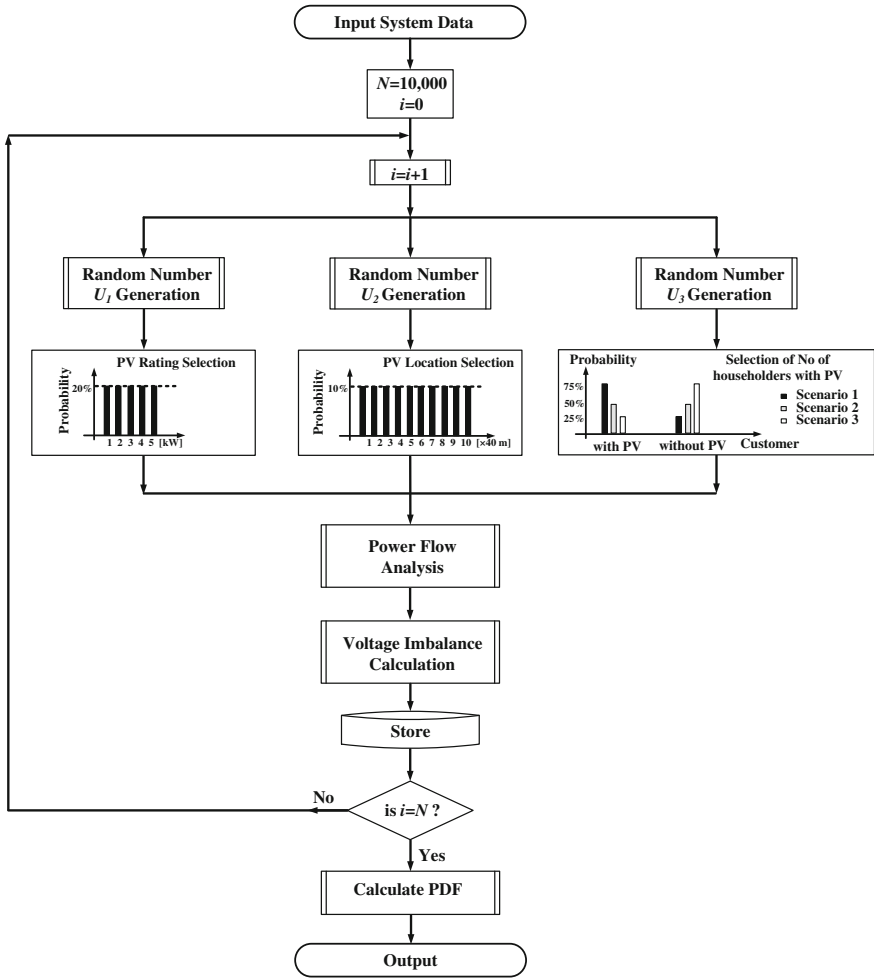 Input System Data
N=10,000
i=0
i=i+1
Random Number
U1 Generation
Random Number
U2 Generation
Random Number
U3 Generation
PV Rating Selection
Probability
20%
1 2 3 4 5 [kW]
PV Location Selection
Probability
10%
1 2 3 4 5 6 7 8 9 10 [×40 m]
Probability
Selection of No of
householders with PV
75%
50%
25%
Scenario 1
Scenario 2
Scenario 3
with PV
without PV
Customer
Power Flow
Analysis
Voltage Imbalance
Calculation
Store
is i=N ?
No
Yes
Calculate PDF
Output